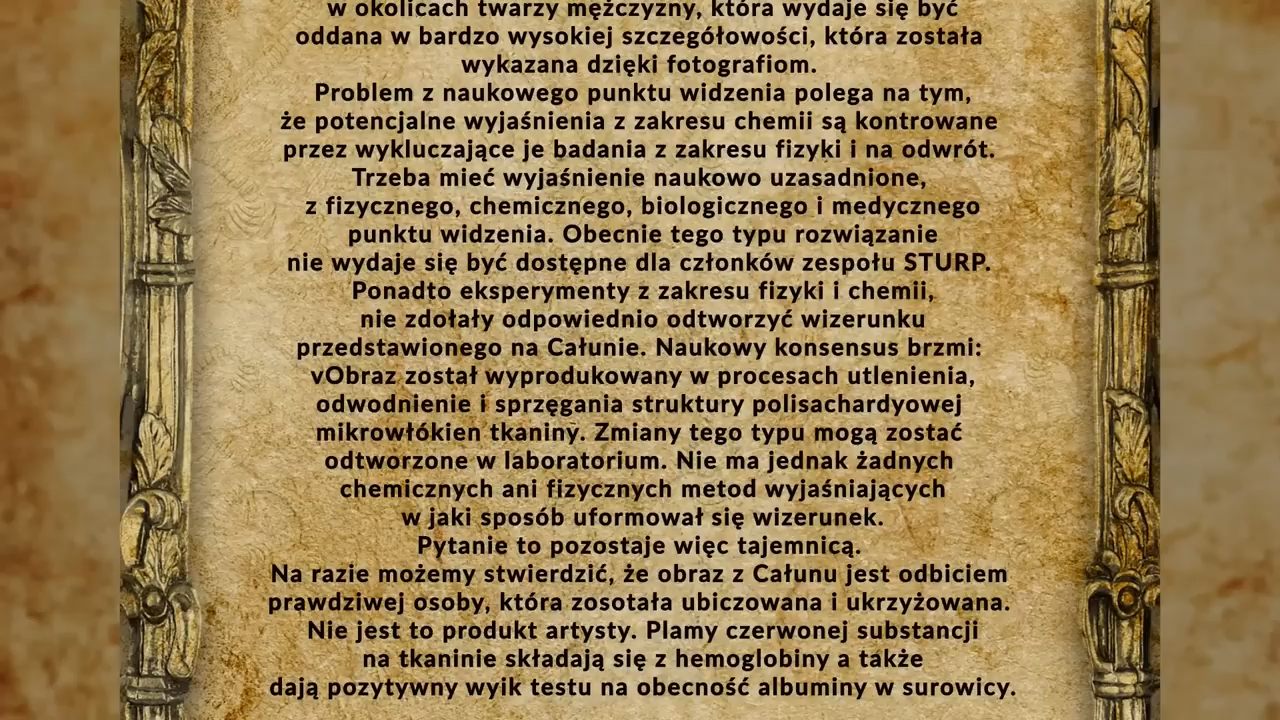 w okolicach twarzy mężczyzny, która wydaje się być
oddana w bardzo wysokiej szczegółowości, która została
wykazana dzięki fotografiom.
Problem z naukowego punktu widzenia polega na tym,
że potencjalne wyjaśnienia z zakresu chemii są kontrowane
przez wykluczające je badania z zakresu fizyki i na odwrót.
Trzeba mieć wyjaśnienie naukowo uzasadnione,
z fizycznego, chemicznego, biologicznego i medycznego
punktu widzenia. Obecnie tego typu rozwiązanie
nie wydaje się być dostępne dla członków zespołu STURP.
Ponadto eksperymenty z zakresu fizyki i chemii,
nie zdołały odpowiednio odtworzyć wizerunku
przedstawionego na Całunie. Naukowy konsensus brzmi:
vObraz został wyprodukowany w procesach utlenienia,
odwodnienie i sprzęgania struktury polisachardyowej
mikrowłókien tkaniny. Zmiany tego typu mogą zostać
odtworzone w laboratorium. Nie ma jednak żadnych
chemicznych ani fizycznych metod wyjaśniających
w jaki sposób uformował się wizerunek.
Pytanie to pozostaje więc tajemnicą.
Na razie możemy stwierdzić, że obraz z Całunu jest odbiciem
prawdziwej osoby, która zosotała ubiczowana i ukrzyżowana.
Nie jest to produkt artysty. Plamy czerwonej substancji
na tkaninie składają się z hemoglobiny a także
dają pozytywny wyik testu na obecność albuminy w surowicy.